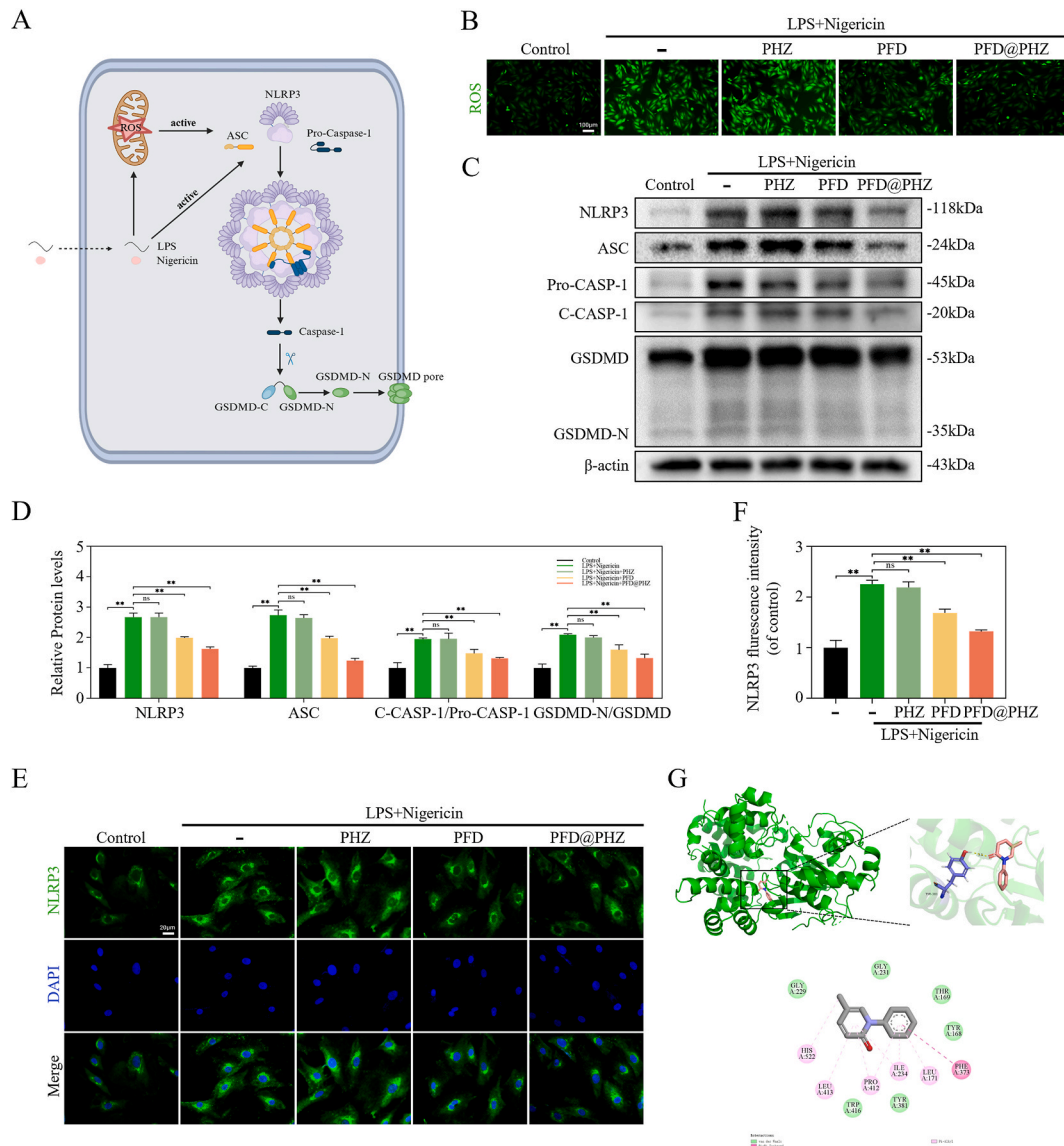 A
NLRP3
ROS
active
ASC
Pro-Caspase-1
active
LPS
Nigericin
Caspase-1
GSDMD-N
GSDMD pore
GSDMD-C
GSDMD-N
B
LPS+Nigericin
Control
-
PHZ
PFD
PFD@PHZ
ROS
100μm
C
LPS+Nigericin
Control
-
PHZ
PFD
PFD@PHZ
NLRP3
-118kDa
ASC
-24kDa
Pro-CASP-1
-45kDa
C-CASP-1
-20kDa
GSDMD
-53kDa
GSDMD-N
-35kDa
β-actin
-43kDa
D
Relative Protein levels
5
4
3
2
1
0
Control
LPS+Nigericin
LPS+Nigericin+PHZ
LPS+Nigericin+PFD
LPS+Nigericin+PFD@PHZ
**
**
ns
**
**
**
ns
**
**
**
ns
**
**
**
ns
**
NLRP3
ASC
C-CASP-1/Pro-CASP-1
GSDMD-N/GSDMD
F
NLRP3 flurescence intensity
(of control)
3
2
1
0
**
**
ns
**
-
-
PHZ
PFD
PFD@PHZ
LPS+Nigericin
E
LPS+Nigericin
Control
-
PHZ
PFD
PFD@PHZ
NLRP3
20μm
DAPI
Merge
G
GLY
A:231
GLY
A:229
THR
A:169
TYR
A:168
HIS
A:522
ILE
A:234
LEU
A:171
PHE
A:373
LEU
A:413
PRO
A:412
TRP
A:416
TYR
A:381
Interactions